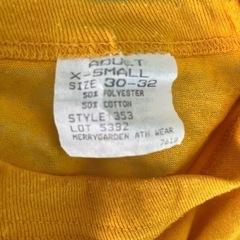 ADULT
X-SMALL
SIZE 30-32
50% POLYESTER
50% COTTON
STYLE 353
LOT 5392
MERRYGARDEN ATH. WEAR